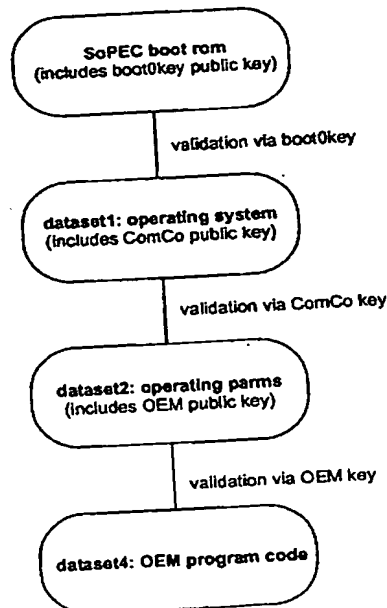 SoPEC boot rom
(includes boot0key public key)
validation via boot0key
dataset1: operating system
(includes ComCo public key)
validation via ComCo key
dataset2: operating parms
(includes OEM public key)
validation via OEM key
dataset4: OEM program code